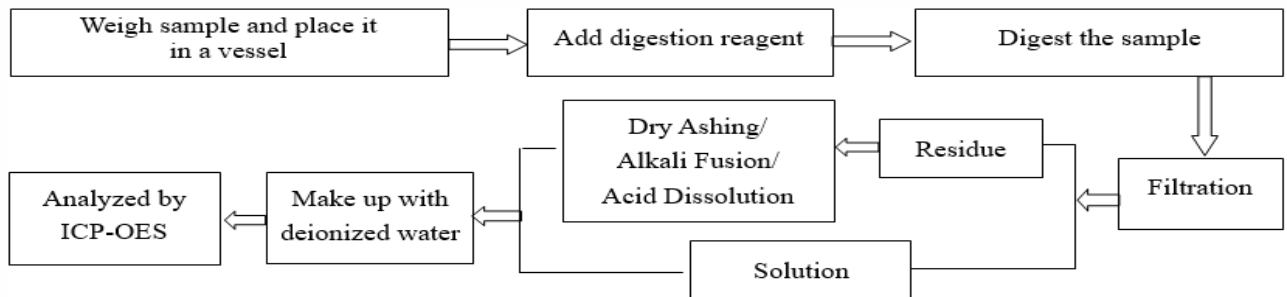 Weigh sample and place it
in a vessel
Add digestion reagent
Digest the sample
Filtration
Residue
Dry Ashing/
Alkali Fusion/
Acid Dissolution
Solution
Make up with
deionized water
Analyzed by
ICP-OES